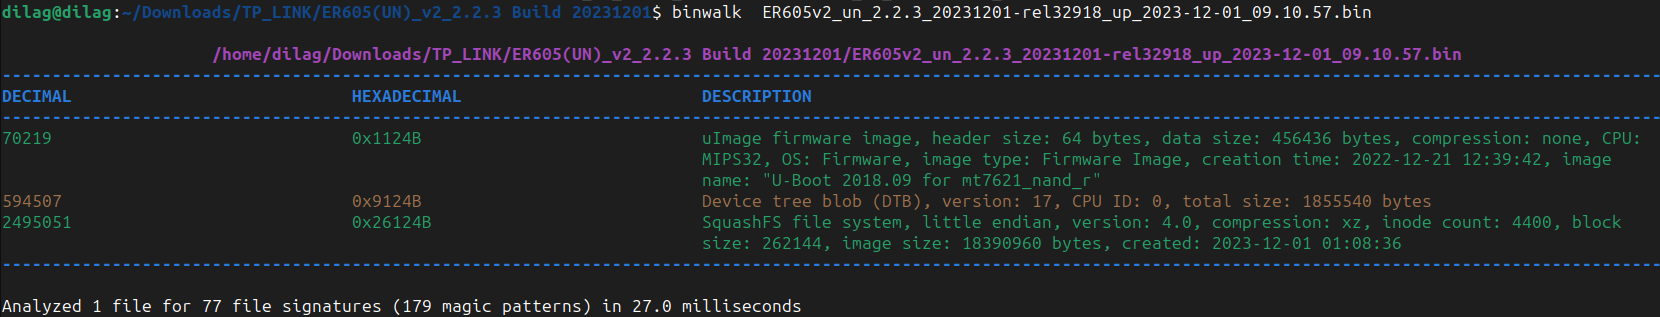 dilag@dilag:~/Downloads/TP_LINK/ER605(UN)_v2_2.2.3 Build 20231201$ binwalk  ER605v2_un_2.2.3_20231201-rel32918_up_2023-12-01_09.10.57.bin
/home/dilag/Downloads/TP_LINK/ER605(UN)_v2_2.2.3 Build 20231201/ER605v2_un_2.2.3_20231201-rel32918_up_2023-12-01_09.10.57.bin
DECIMAL HEXADECIMAL DESCRIPTION
70219 0x1124B uImage firmware image, header size: 64 bytes, data size: 456436 bytes, compression: none, CPU:
MIPS32, OS: Firmware, image type: Firmware Image, creation time: 2022-12-21 12:39:42, image
name: "U-Boot 2018.09 for mt7621_nand_r"
594507 0x9124B Device tree blob (DTB), version: 17, CPU ID: 0, total size: 1855540 bytes
2495051 0x26124B SquashFS file system, little endian, version: 4.0, compression: xz, inode count: 4400, block
size: 262144, image size: 18390960 bytes, created: 2023-12-01 01:08:36
Analyzed 1 file for 77 file signatures (179 magic patterns) in 27.0 milliseconds